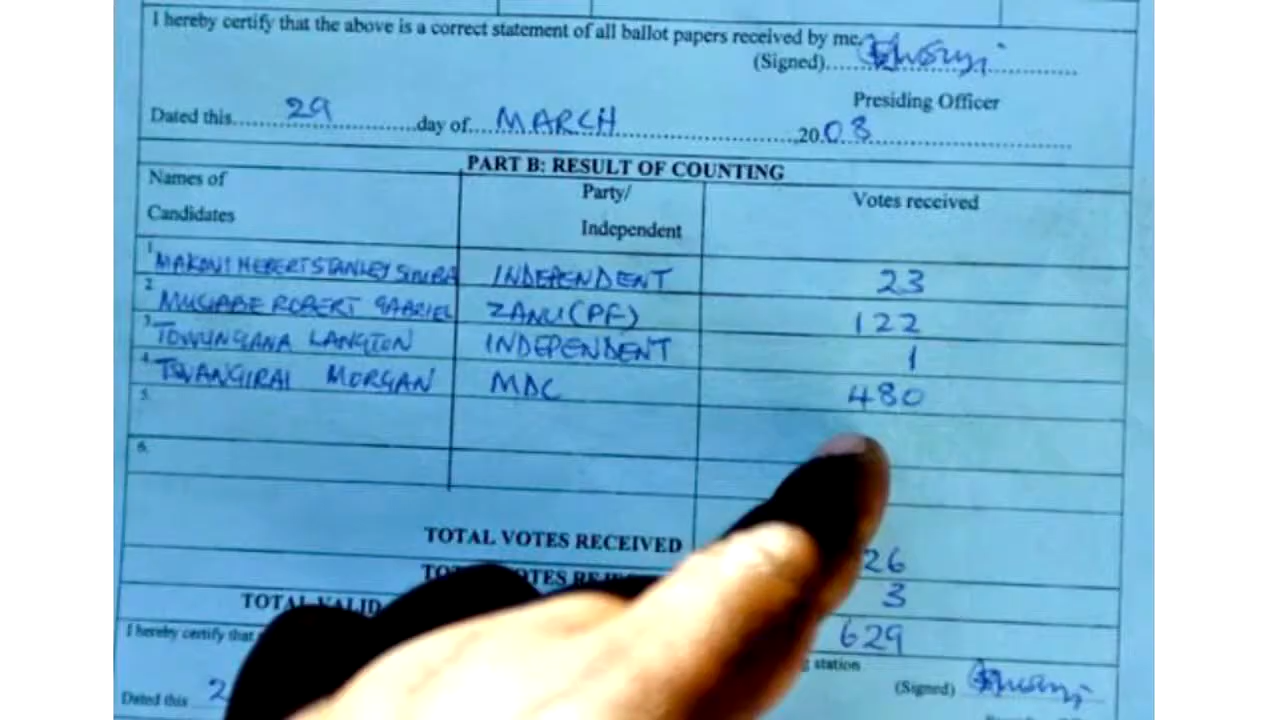 I hereby certify that the above is a correct statement of all ballot papers received by me.
(Signed)
Presiding Officer
Dated this 29 day of MARCH 2008
PART B: RESULT OF COUNTING
Names of Candidates Party/ Independent Votes received
1. MAKONI HEBERT STANLEY SIMBA INDEPENDENT 23
2. MUGABE ROBERT GABRIEL ZANU (PF) 122
3. TOWUNGANA LANGTON INDEPENDENT 1
4. TSVANGIRAI MORGAN MDC 480
5.
6.
TOTAL VOTES RECEIVED 26
VOTES 3
TOTAL VALID 629
I hereby certify that station
(Signed)
Dated this 2